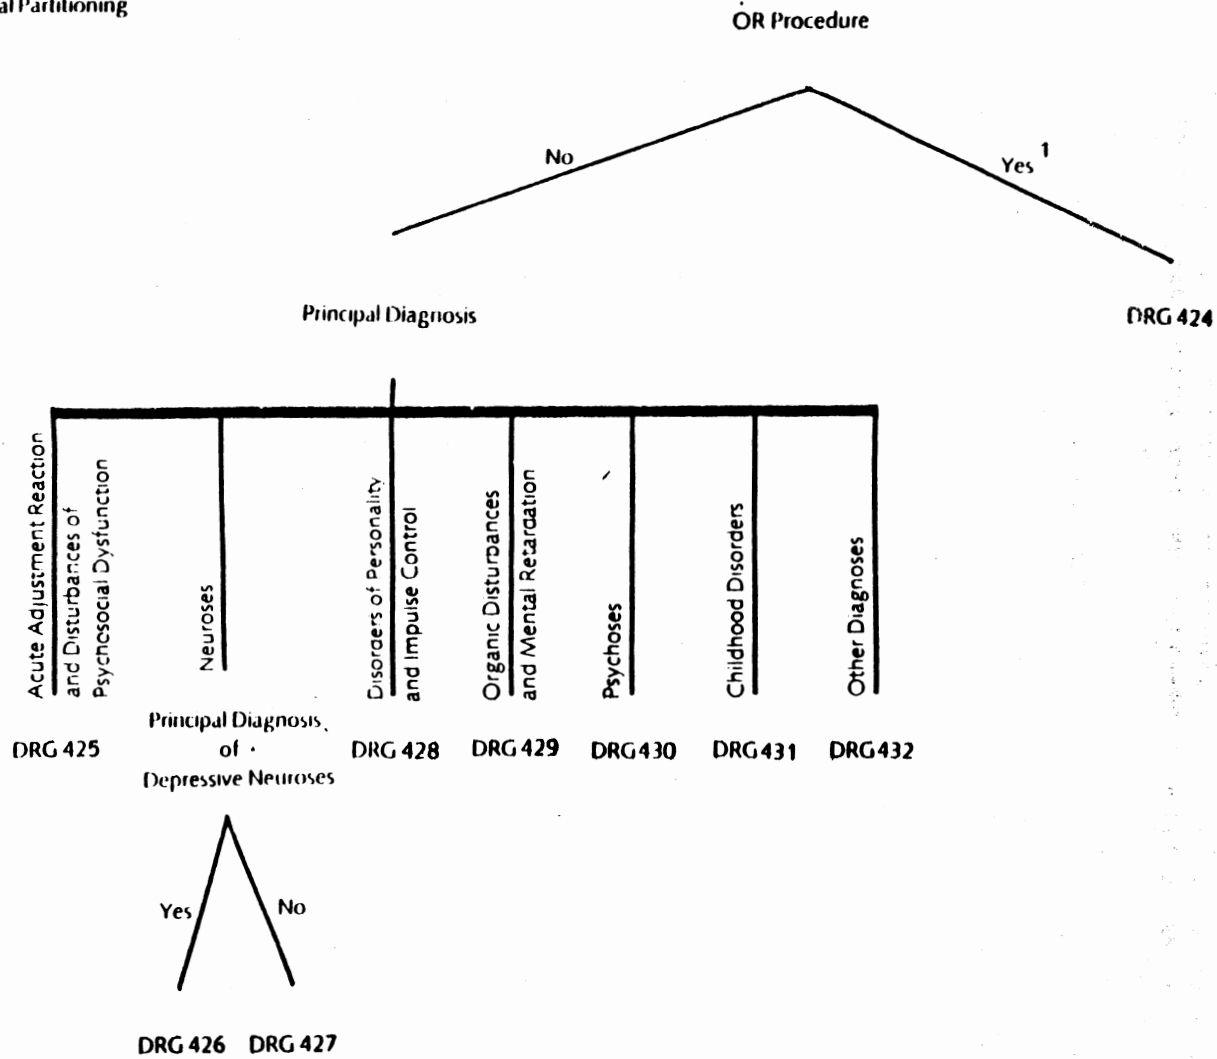 al Partitioning
OR Procedure
No
Yes 1
Principal Diagnosis
DRG 424
Acute Adjustment Reaction
and Disturbances of
Psychosocial Dysfunction
Neuroses
Disorders of Personality
and Impulse Control
Organic Disturbances
and Mental Retardation
Psychoses
Childhood Disorders
Other Diagnoses
DRG 425
Principal Diagnosis
of
Depressive Neuroses
DRG 428
DRG 429
DRG 430
DRG 431
DRG 432
Yes
No
DRG 426
DRG 427